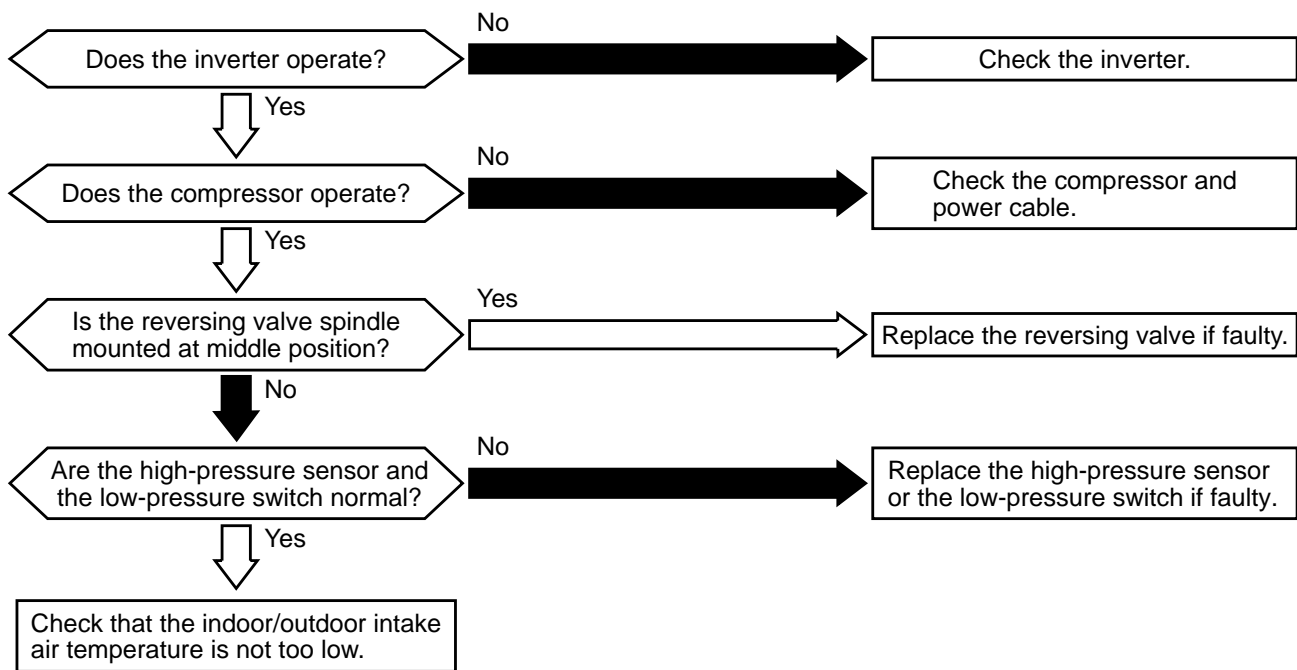 No
Does the inverter operate?
Check the inverter.
Yes
No
Does the compressor operate?
Check the compressor and
power cable.
Yes
Yes
Is the reversing valve spindle
mounted at middle position?
Replace the reversing valve if faulty.
No
No
Are the high-pressure sensor and
the low-pressure switch normal?
Replace the high-pressure sensor
or the low-pressure switch if faulty.
Yes
Check that the indoor/outdoor intake
air temperature is not too low.